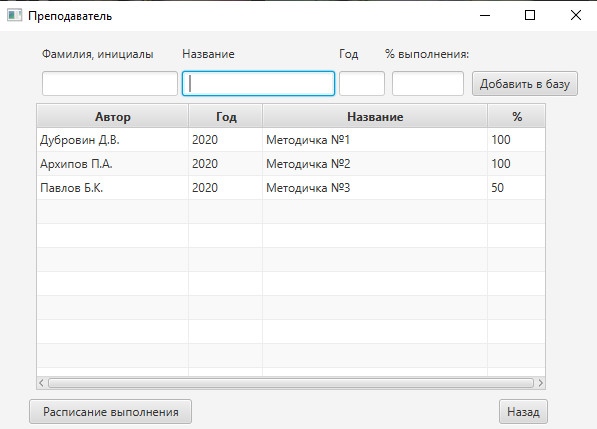 Преподаватель
Фамилия, инициалы Название Год % выполнения:
Добавить в базу
Автор Год Название %
Дубровин Д.В. 2020 Методичка №1 100
Архипов П.А. 2020 Методичка №2 100
Павлов Б.К. 2020 Методичка №3 50
Расписание выполнения Назад